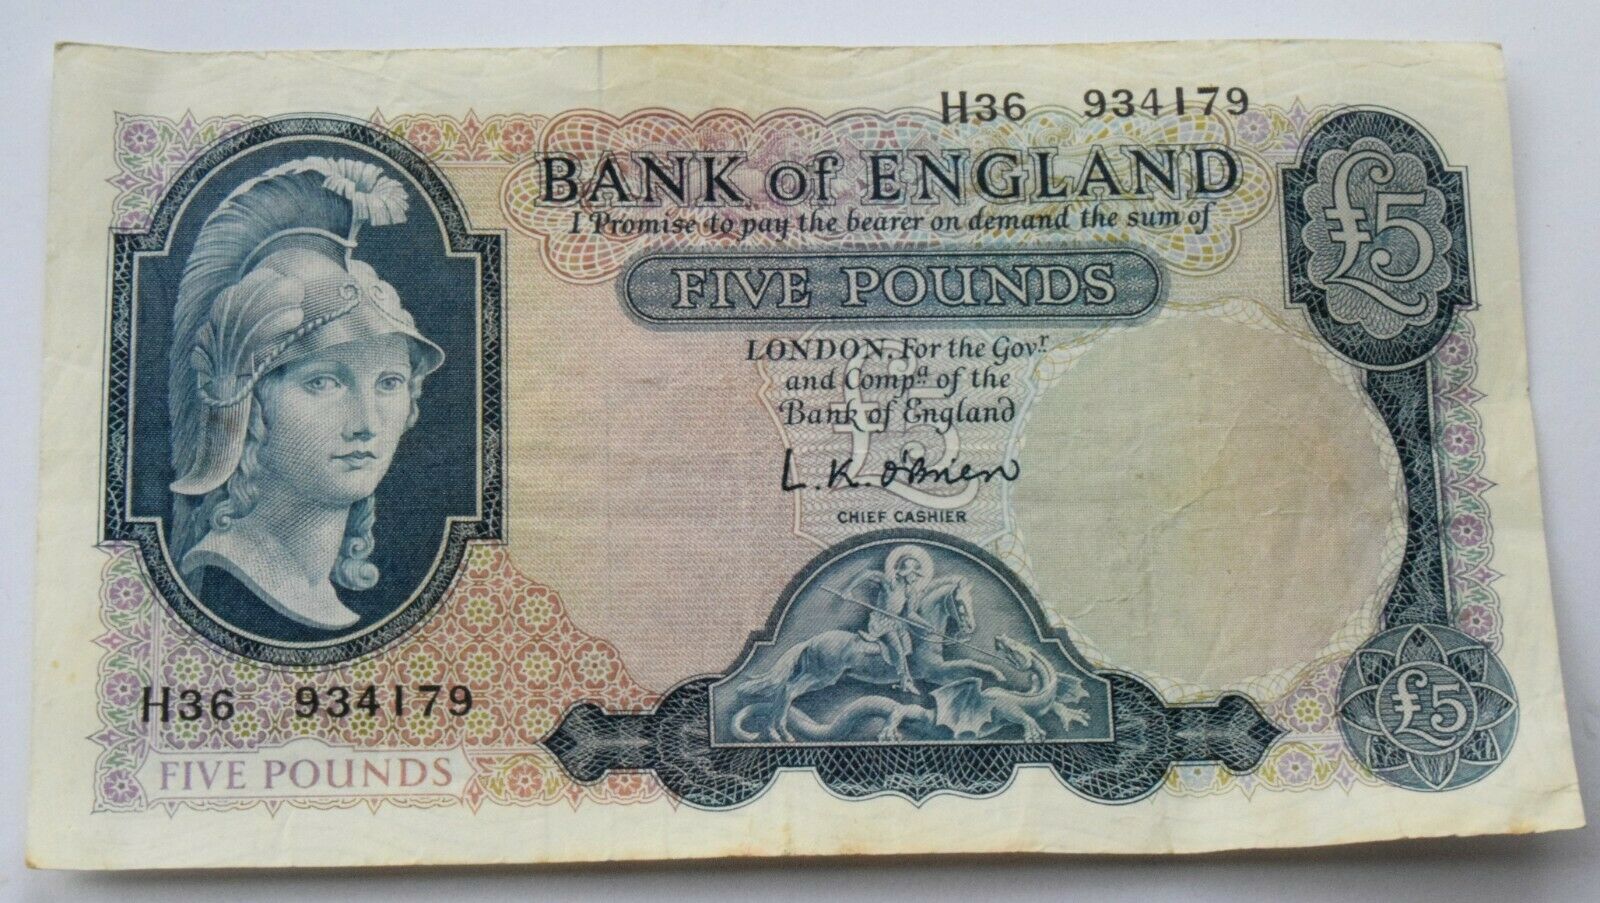 H36 934179
BANK of ENGLAND
I Promise to pay the bearer on demand the sum of
FIVE POUNDS
£5
LONDON, For the Govr.
and Compa. of the
Bank of England
£5
L. K. O'Brien
CHIEF CASHIER
H36 934179
FIVE POUNDS
£5